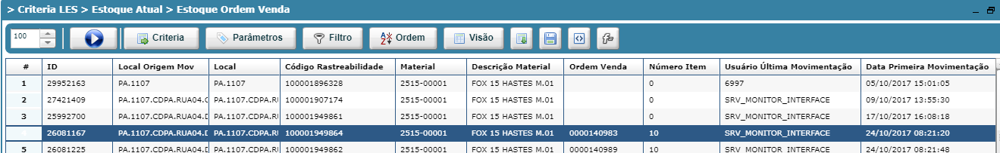 > Criteria LES > Estoque Atual > Estoque Ordem Venda
100 Criteria Parâmetros Filtro Ordem Visão
# ID Local Origem Mov Local Código Rastreabilidade Material Descrição Material Ordem Venda Número Item Usuário Última Movimentação Data Primeira Movimentação
1 29952163 PA.1107 PA.1107 100001896328 2515-00001 FOX 15 HASTES M.01 0 6997 05/10/2017 15:01:05
2 27421409 PA.1107.CDPA.RUA04.C PA.1107.CDPA.RU 100001907174 2515-00001 FOX 15 HASTES M.01 0 SRV_MONITOR_INTERFACE 09/10/2017 13:55:30
3 25992700 PA.1107.CDPA.RUA04.D PA.1107.CDPA.RU 100001949861 2515-00001 FOX 15 HASTES M.01 0 SRV_MONITOR_INTERFACE 17/10/2017 16:08:18
4 26081167 PA.1107.CDPA.RUA04.D PA.1107.CDPA.RU 100001949864 2515-00001 FOX 15 HASTES M.01 0000140983 10 SRV_MONITOR_INTERFACE 24/10/2017 08:21:20
5 26081225 PA.1107.CDPA.RUA04.D PA.1107.CDPA.RU 100001949862 2515-00001 FOX 15 HASTES M.01 0000140989 10 SRV_MONITOR_INTERFACE 24/10/2017 08:21:48